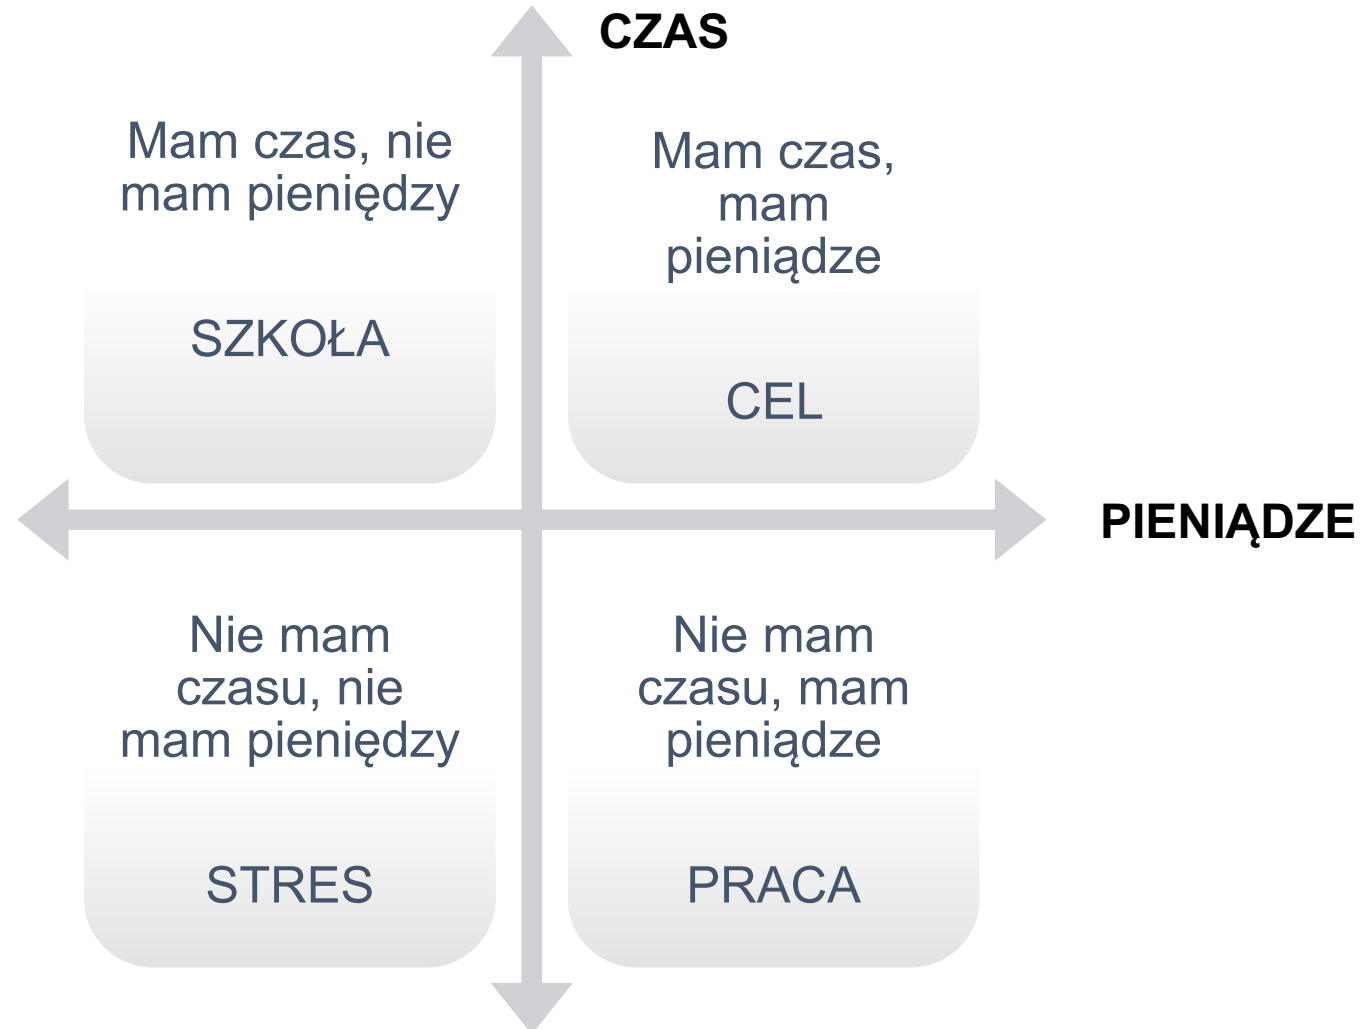 CZAS
Mam czas, nie
mam pieniędzy
SZKOŁA
Mam czas,
mam
pieniądze
CEL
PIENIĄDZE
Nie mam
czasu, nie
mam pieniędzy
STRES
Nie mam
czasu, mam
pieniądze
PRACA